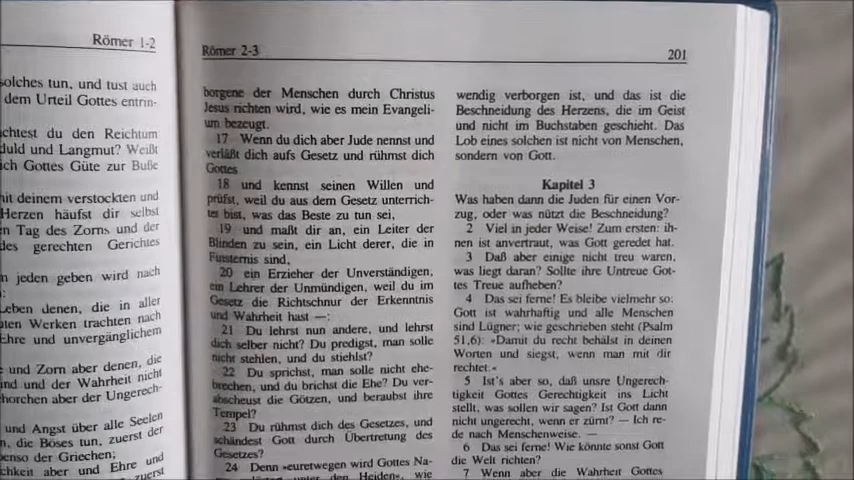 Römer 1-2
solches tun, und tust auch
dem Urteil Gottes entrin-
chtest du den Reichtum
duld und Langmut? Weißt
ich Gottes Güte zur Buße
mit deinem verstockten und
Herzen häufst dir selbst
n Tag des Zorns und der
des gerechten Gerichtes
n jeden geben wird nach
:
Leben denen, die in aller
ten Werken trachten nach
Ehre und unvergänglichem
e und Zorn aber denen, die
ind und der Wahrheit nicht
horchen aber der Ungerech-
und Angst über alle Seelen
n, die Böses tun, zuerst der
benso der Griechen;
ichkeit aber und Ehre und
zuerst
Römer 2-3
201
borgene der Menschen durch Christus
Jesus richten wird, wie es mein Evangeli-
um bezeugt.
17 Wenn du dich aber Jude nennst und
verläßt dich aufs Gesetz und rühmst dich
Gottes
18 und kennst seinen Willen und
prüfst, weil du aus dem Gesetz unterrich-
tet bist, was das Beste zu tun sei,
19 und maßt dir an, ein Leiter der
Blinden zu sein, ein Licht derer, die in
Finsternis sind,
20 ein Erzieher der Unverständigen,
ein Lehrer der Unmündigen, weil du im
Gesetz die Richtschnur der Erkenntnis
und Wahrheit hast —:
21 Du lehrst nun andere, und lehrst
dich selber nicht? Du predigst, man solle
nicht stehlen, und du stiehlst?
22 Du sprichst, man solle nicht ehe-
brechen, und du brichst die Ehe? Du ver-
abscheust die Götzen, und beraubst ihre
Tempel?
23 Du rühmst dich des Gesetzes, und
schändest Gott durch Übertretung des
Gesetzes?
24 Denn »euretwegen wird Gottes Na-
unter den Heiden«, wie
wendig verborgen ist, und das ist die
Beschneidung des Herzens, die im Geist
und nicht im Buchstaben geschieht. Das
Lob eines solchen ist nicht von Menschen,
sondern von Gott.
Kapitel 3
Was haben dann die Juden für einen Vor-
zug, oder was nützt die Beschneidung?
2 Viel in jeder Weise! Zum ersten: ih-
nen ist anvertraut, was Gott geredet hat.
3 Daß aber einige nicht treu waren,
was liegt daran? Sollte ihre Untreue Got-
tes Treue aufheben?
4 Das sei ferne! Es bleibe vielmehr so:
Gott ist wahrhaftig und alle Menschen
sind Lügner; wie geschrieben steht (Psalm
51,6): »Damit du recht behälst in deinen
Worten und siegst, wenn man mit dir
rechtet.«
5 Ist's aber so, daß unsre Ungerech-
tigkeit Gottes Gerechtigkeit ins Licht
stellt, was sollen wir sagen? Ist Gott dann
nicht ungerecht, wenn er zürnt? — Ich re-
de nach Menschenweise. —
6 Das sei ferne! Wie könnte sonst Gott
die Welt richten?
7 Wenn aber die Wahrheit Gottes